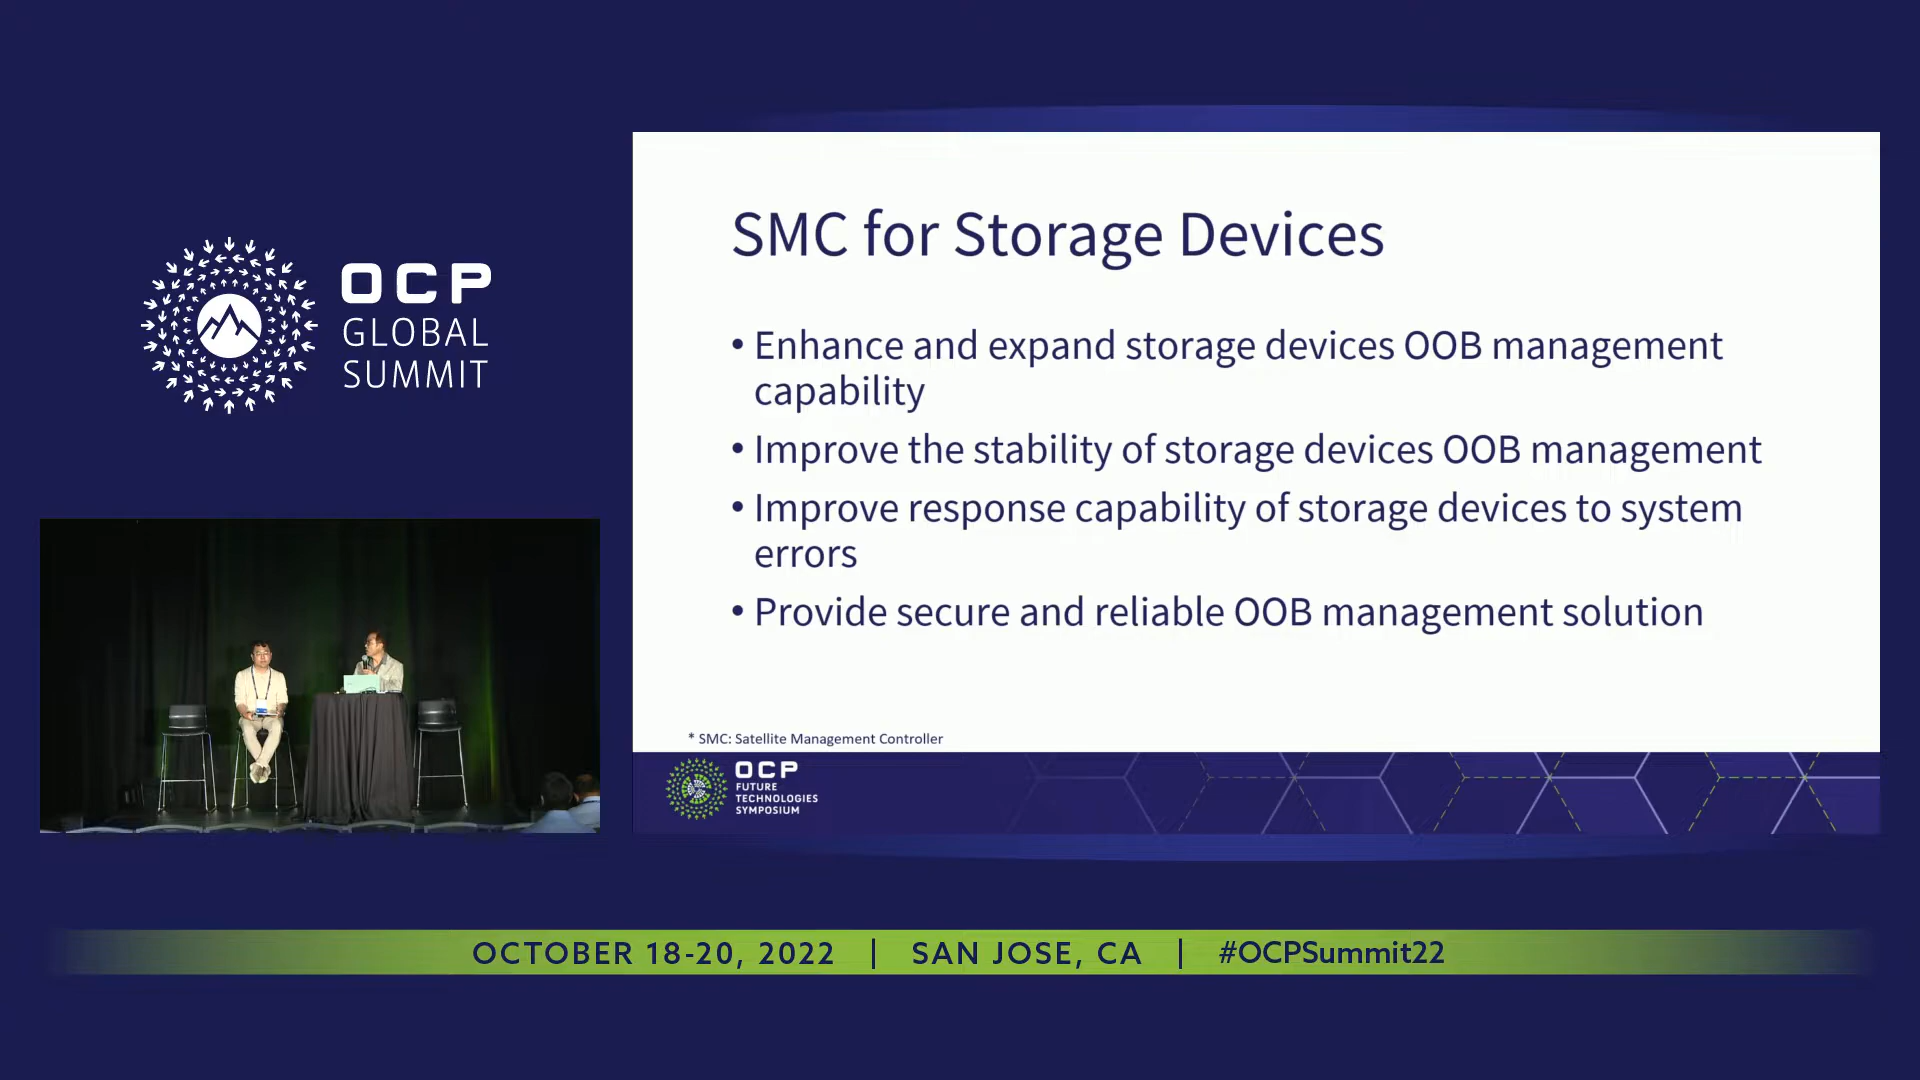 OCP
GLOBAL
SUMMIT
SMC for Storage Devices
• Enhance and expand storage devices OOB management
capability
• Improve the stability of storage devices OOB management
• Improve response capability of storage devices to system
errors
• Provide secure and reliable OOB management solution
* SMC: Satellite Management Controller
OCP
FUTURE
TECHNOLOGIES
SYMPOSIUM
OCTOBER 18-20, 2022 | SAN JOSE, CA | #OCPSummit22